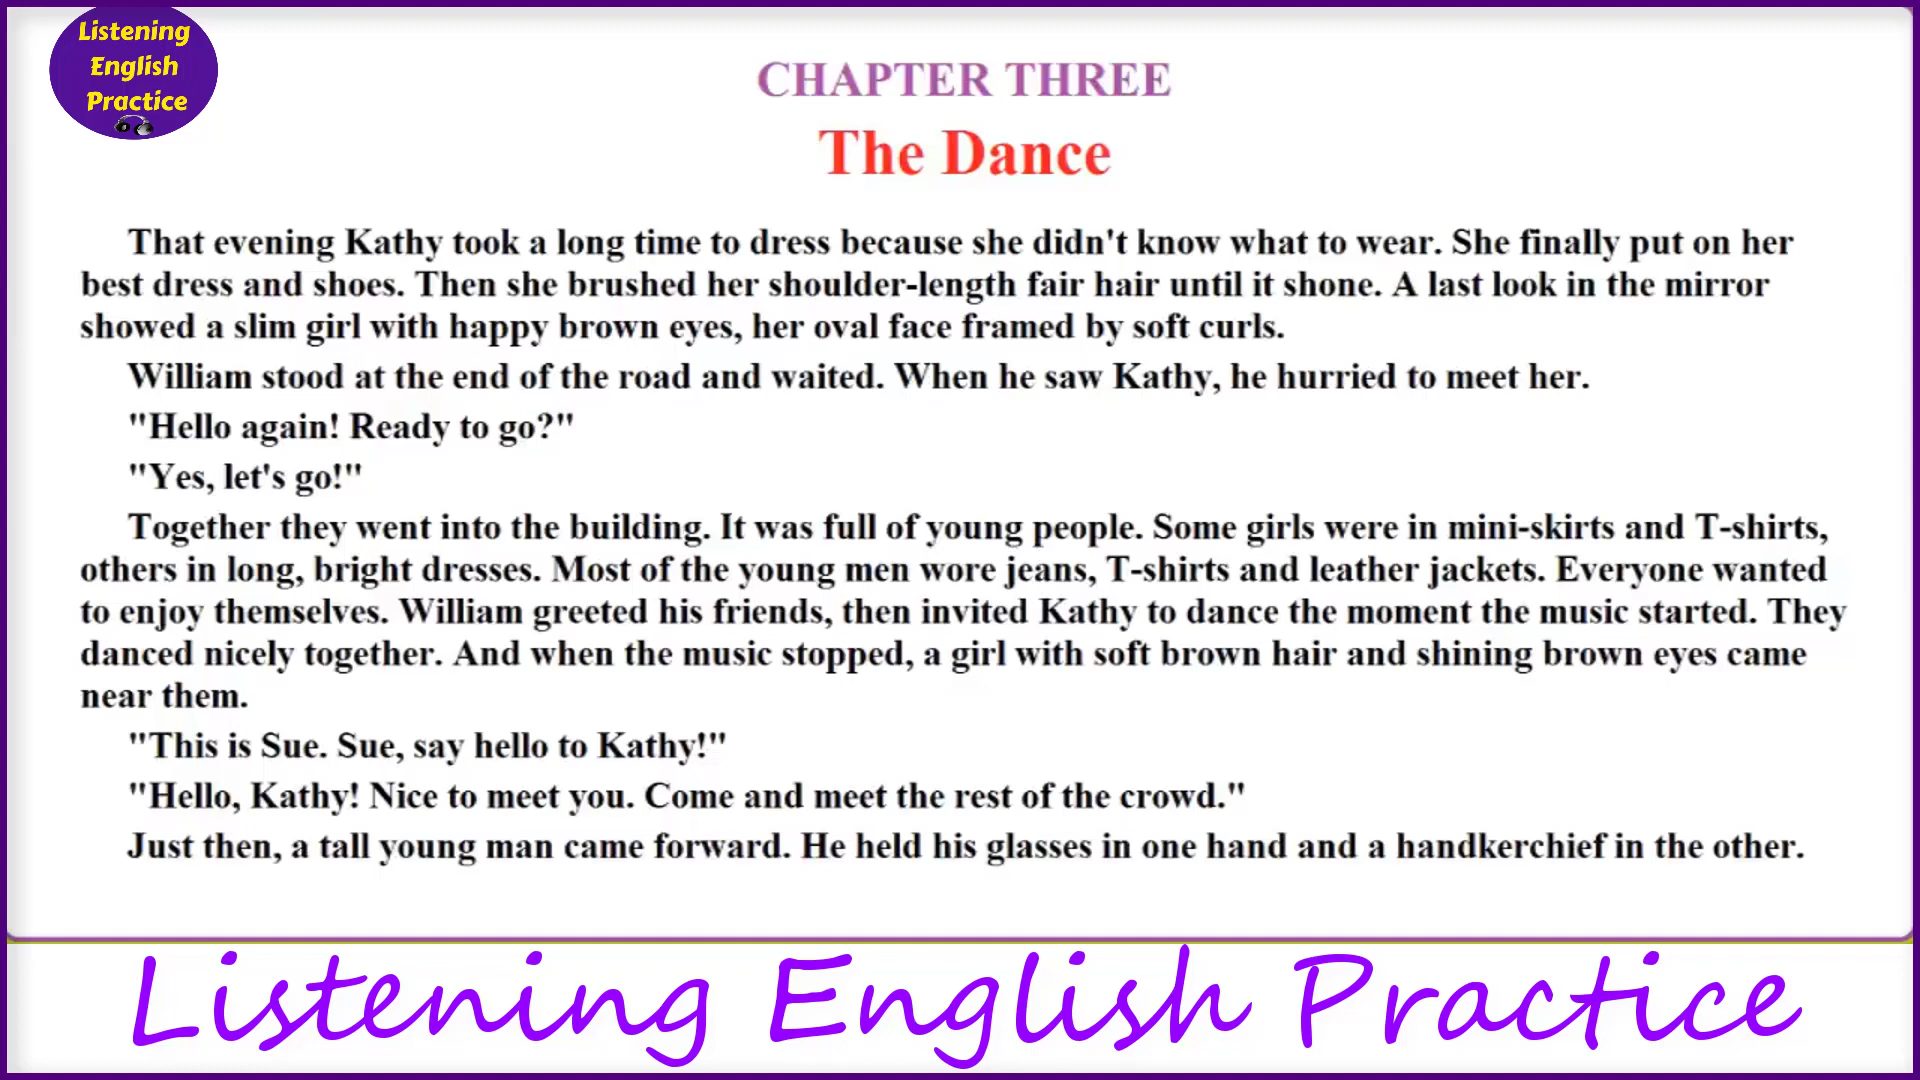 Listening
English
Practice
CHAPTER THREE
The Dance
That evening Kathy took a long time to dress because she didn't know what to wear. She finally put on her
best dress and shoes. Then she brushed her shoulder-length fair hair until it shone. A last look in the mirror
showed a slim girl with happy brown eyes, her oval face framed by soft curls.
William stood at the end of the road and waited. When he saw Kathy, he hurried to meet her.
"Hello again! Ready to go?"
"Yes, let's go!"
Together they went into the building. It was full of young people. Some girls were in mini-skirts and T-shirts,
others in long, bright dresses. Most of the young men wore jeans, T-shirts and leather jackets. Everyone wanted
to enjoy themselves. William greeted his friends, then invited Kathy to dance the moment the music started. They
danced nicely together. And when the music stopped, a girl with soft brown hair and shining brown eyes came
near them.
"This is Sue. Sue, say hello to Kathy!"
"Hello, Kathy! Nice to meet you. Come and meet the rest of the crowd."
Just then, a tall young man came forward. He held his glasses in one hand and a handkerchief in the other.
Listening English Practice